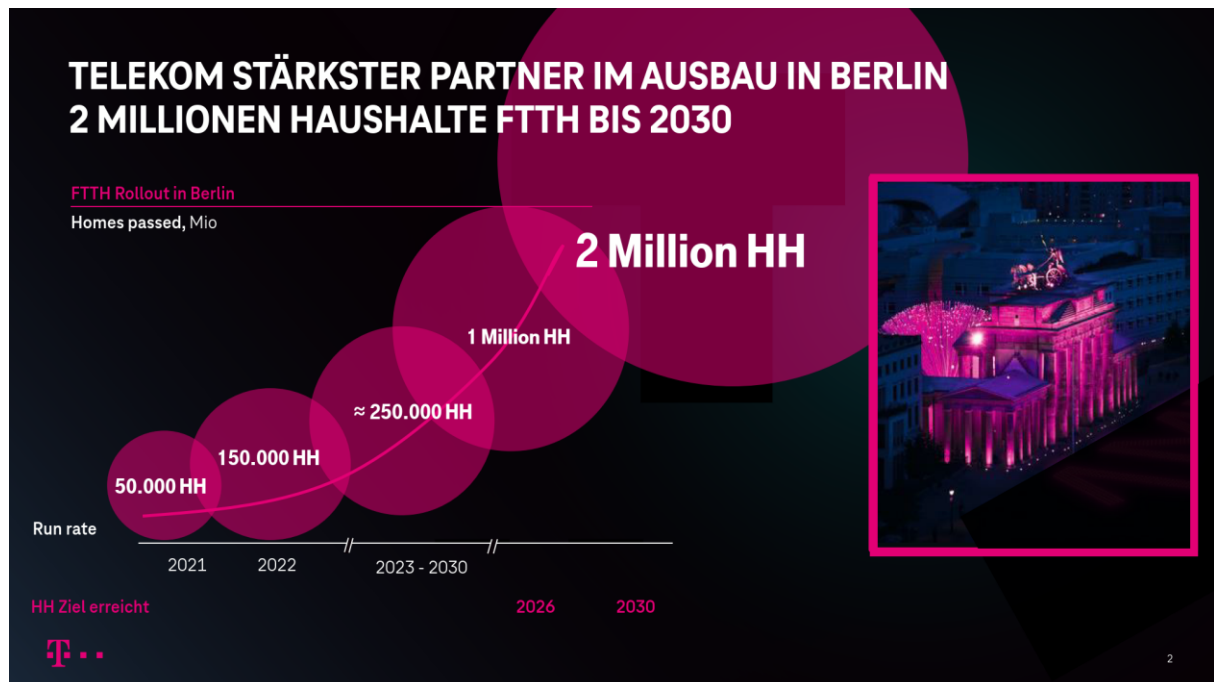 TELEKOM STÄRKSTER PARTNER IM AUSBAU IN BERLIN
2 MILLIONEN HAUSHALTE FTTH BIS 2030
FTTH Rollout in Berlin
Homes passed, Mio
2 Million HH
1 Million HH
≈ 250.000 HH
150.000 HH
50.000 HH
Run rate
2021 2022 2023 - 2030
HH Ziel erreicht 2026 2030
T
2